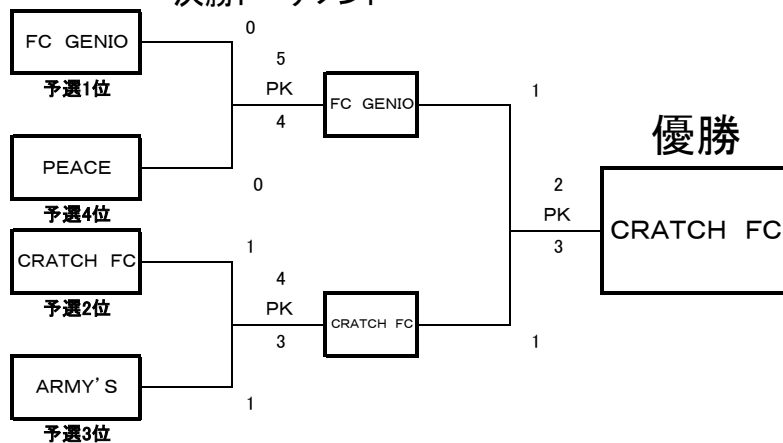 FC GENIO
予選1位
0
5
PK
4
FC GENIO
PEACE
予選4位
0
CRATCH FC
予選2位
1
4
PK
3
CRATCH FC
ARMY'S
予選3位
1
1
2
PK
3
1
優勝
CRATCH FC